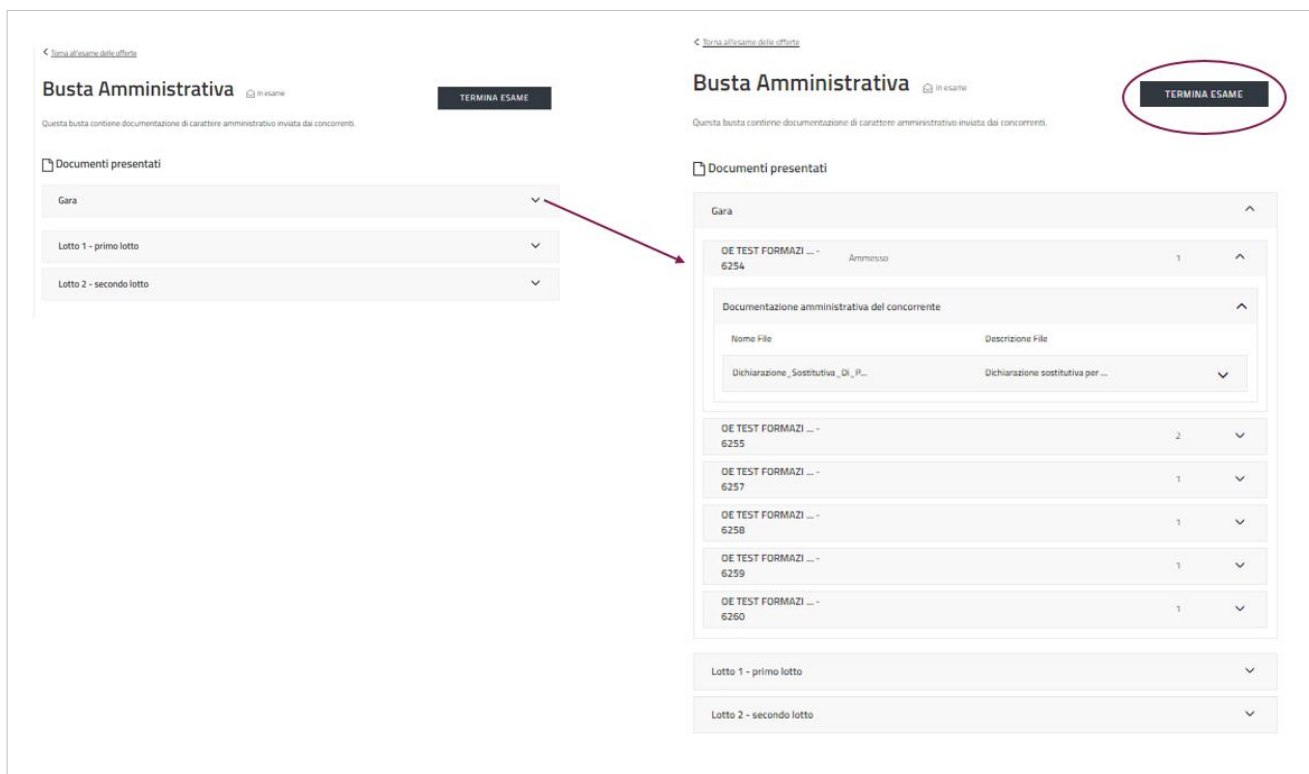 Torna all'esame delle offerte
Busta Amministrativa In esame
TERMINA ESAME
Questa busta contiene documentazione di carattere amministrativo inviata dai concorrenti.
Documenti presentati
Gara
Lotto 1 - primo lotto
Lotto 2 - secondo lotto
Torna all'esame delle offerte
Busta Amministrativa In esame
TERMINA ESAME
Questa busta contiene documentazione di carattere amministrativo inviata dai concorrenti.
Documenti presentati
Gara
OE TEST FORMAZI ... -
6254
Ammesso 1
Documentazione amministrativa del concorrente
Nome File Descrizione File
Dichiarazione_Sostitutiva_Di_P... Dichiarazione sostitutiva per ...
OE TEST FORMAZI ... -
6255
2
OE TEST FORMAZI ... -
6257
1
OE TEST FORMAZI ... -
6258
1
OE TEST FORMAZI ... -
6259
1
OE TEST FORMAZI ... -
6260
1
Lotto 1 - primo lotto
Lotto 2 - secondo lotto